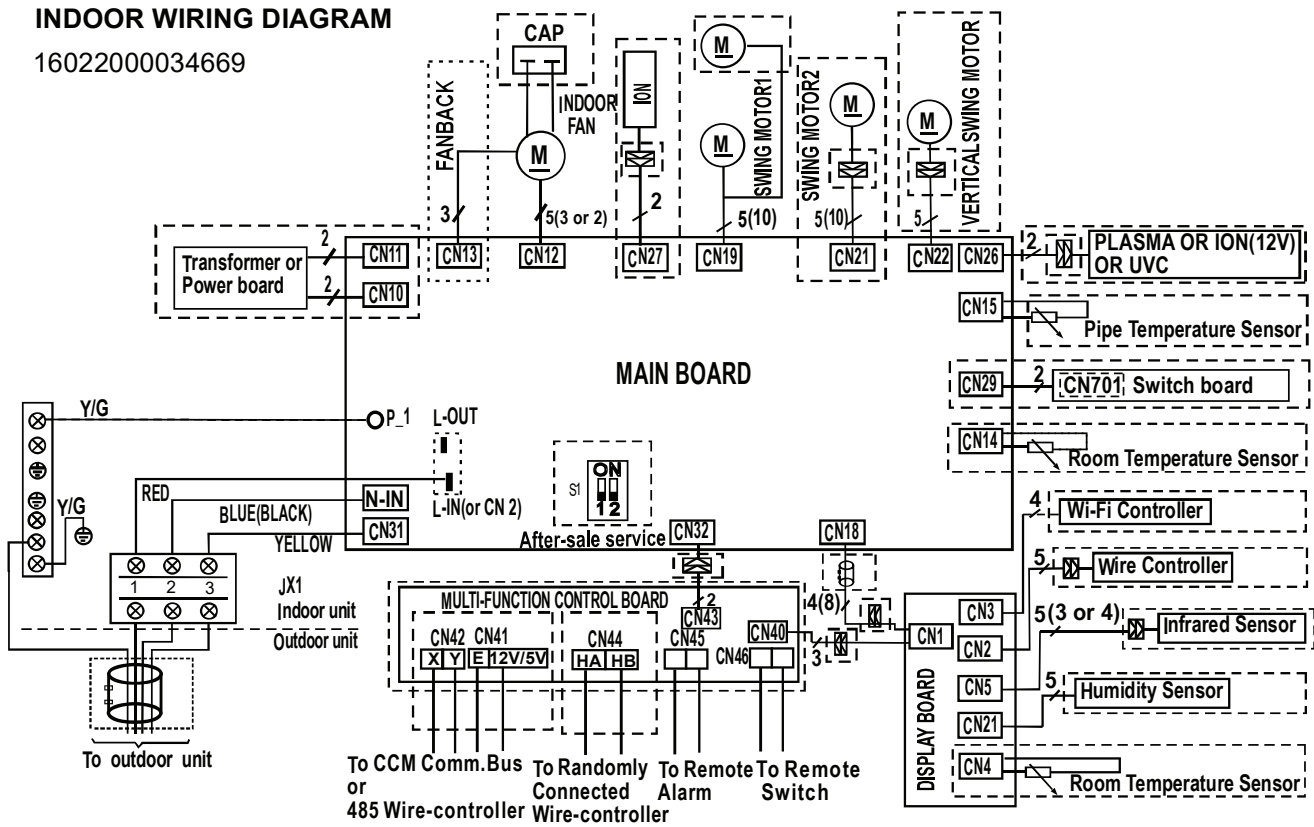 INDOOR WIRING DIAGRAM
16022000034669
CAP
INDOOR
FAN
M
FANBACK
3
5(3 or 2)
ION
2
M
M
SWING MOTOR1
5(10)
SWING MOTOR2
M
5(10)
VERTICAL SWING MOTOR
M
5
Transformer or
Power board
2
2
CN11
CN10
CN13
CN12
CN27
CN19
CN21
CN22
CN26
2
PLASMA OR ION(12V)
OR UVC
CN15
Pipe Temperature Sensor
MAIN BOARD
CN29
2
CN701
Switch board
CN14
Room Temperature Sensor
Y/G
P_1
L-OUT
L-IN(or CN 2)
RED
N-IN
BLUE(BLACK)
CN31
YELLOW
Y/G
S1
ON
1 2
After-sale service
CN32
CN18
1
2
3
JX1
Indoor unit
Outdoor unit
To outdoor unit
MULTI-FUNCTION CONTROL BOARD
2
CN43
CN42
CN41
CN44
CN45
CN46
CN40
X
Y
E
12V/5V
HA
HB
3
4(8)
To CCM Comm.Bus
or
485 Wire-controller
To Randomly
Connected
Wire-controller
To Remote
Alarm
To Remote
Switch
DISPLAY BOARD
CN1
CN3
CN2
CN5
CN21
CN4
4
Wi-Fi Controller
5
Wire Controller
5(3 or 4)
Infrared Sensor
5
Humidity Sensor
Room Temperature Sensor